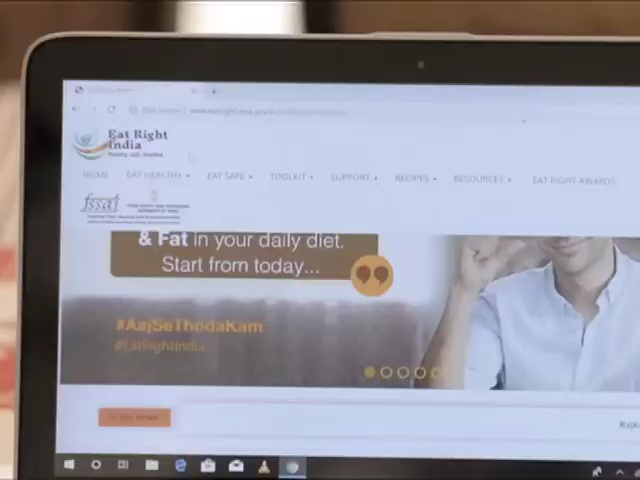 Eat Right
India
HOME EAT HEALTHY EAT SAFE TOOLKIT SUPPORT RECIPES RESOURCES EAT RIGHT AWARDS
fssai
& Fat in your daily diet.
Start from today...
#AajSeThodaKam
#EatRightIndia